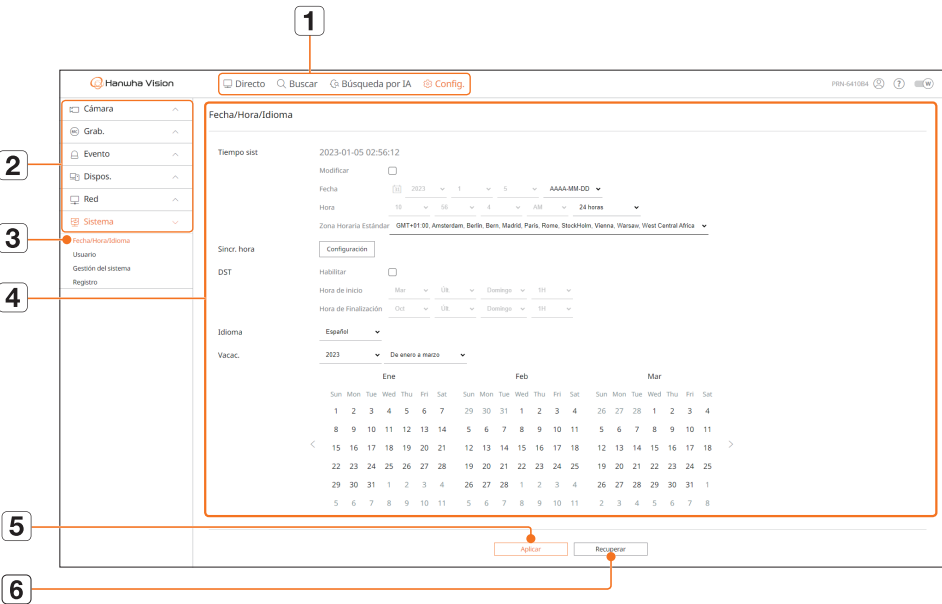 1
Hanwha Vision
Directo Buscar Búsqueda por IA Config.
PRN-6410B4 ? W
Cámara
Grab.
Evento
Dispos.
Red
Sistema
Fecha/Hora/Idioma
Usuario
Gestión del sistema
Registro
2
3
4
Fecha/Hora/Idioma
Tiempo sist 2023-01-05 02:56:12
Modificar
Fecha 2023 1 5 AAAA-MM-DD
Hora 16 56 4 AM 24 horas
Zona Horaria Estándar GMT+01:00, Amsterdam, Berlin, Bern, Madrid, Paris, Rome, StockHolm, Vienna, Warsaw, West Central Africa
Sincr. hora Configuración
DST Habilitar
Hora de inicio Mar Últ. Domingo 1H
Hora de Finalización Oct Últ. Domingo 1H
Idioma Español
Vacac. 2023 De enero a marzo
Ene Feb Mar
Sun Mon Tue Wed Thu Fri Sat Sun Mon Tue Wed Thu Fri Sat Sun Mon Tue Wed Thu Fri Sat
1 2 3 4 5 6 7 29 30 31 1 2 3 4 26 27 28 1 2 3 4
8 9 10 11 12 13 14 5 6 7 8 9 10 11 5 6 7 8 9 10 11
< 15 16 17 18 19 20 21 12 13 14 15 16 17 18 12 13 14 15 16 17 18 >
22 23 24 25 26 27 28 19 20 21 22 23 24 25 19 20 21 22 23 24 25
29 30 31 1 2 3 4 26 27 28 1 2 3 4 26 27 28 29 30 31 1
5 6 7 8 9 10 11 5 6 7 8 9 10 11 2 3 4 5 6 7 8
5
Aplicar Recuperar
6